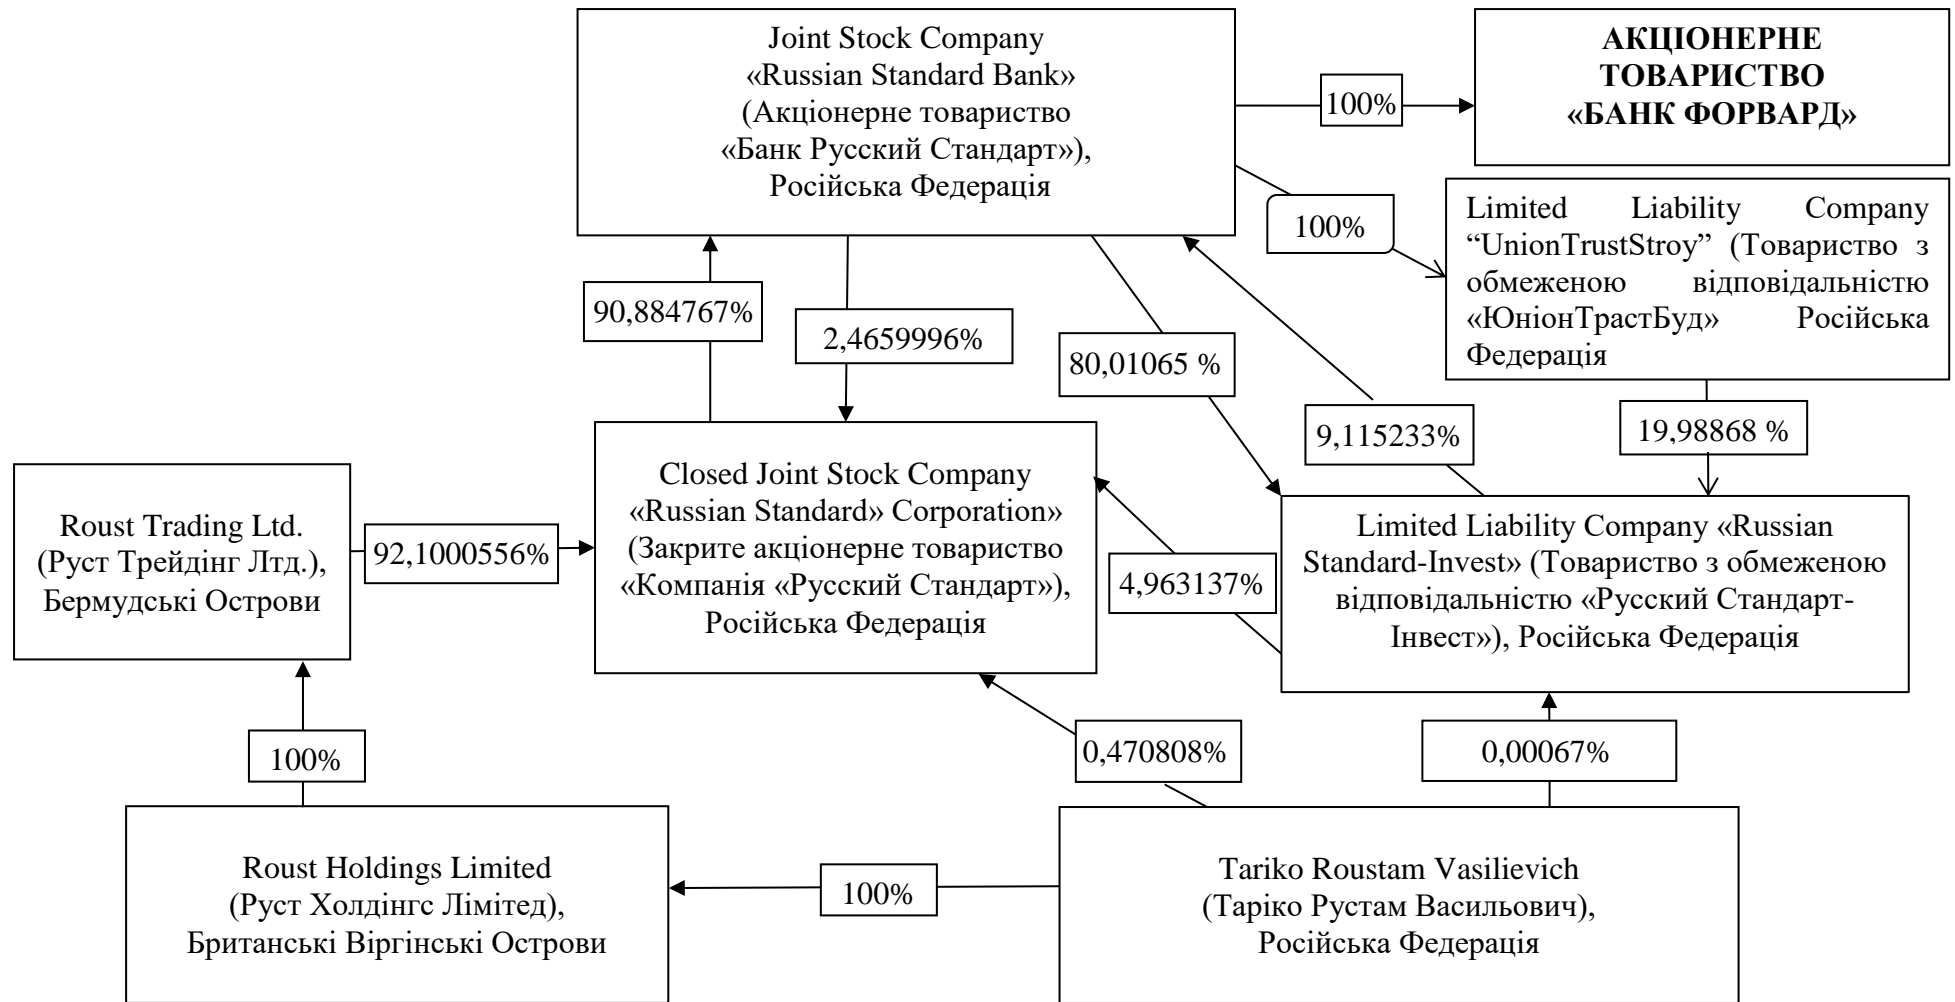 Joint Stock Company
«Russian Standard Bank»
(Акціонерне товариство
«Банк Русский Стандарт»),
Російська Федерація
АКЦІОНЕРНЕ
ТОВАРИСТВО
«БАНК ФОРВАРД»
100%
100%
Limited Liability Company
“UnionTrustStroy” (Товариство з
обмеженою відповідальністю
«ЮніонТрастБуд» Російська
Федерація
90,884767%
2,4659996%
80,01065 %
9,115233%
19,98868 %
Roust Trading Ltd.
(Руст Трейдінг Лтд.),
Бермудські Острови
92,1000556%
Closed Joint Stock Company
«Russian Standard» Corporation»
(Закрите акціонерне товариство
«Компанія «Русский Стандарт»),
Російська Федерація
4,963137%
Limited Liability Company «Russian
Standard-Invest» (Товариство з обмеженою
відповідальністю «Русский Стандарт-
Інвест»), Російська Федерація
100%
0,470808%
0,00067%
Roust Holdings Limited
(Руст Холдінгс Лімітед),
Британські Віргінські Острови
100%
Tariko Roustam Vasilievich
(Таріко Рустам Васильович),
Російська Федерація